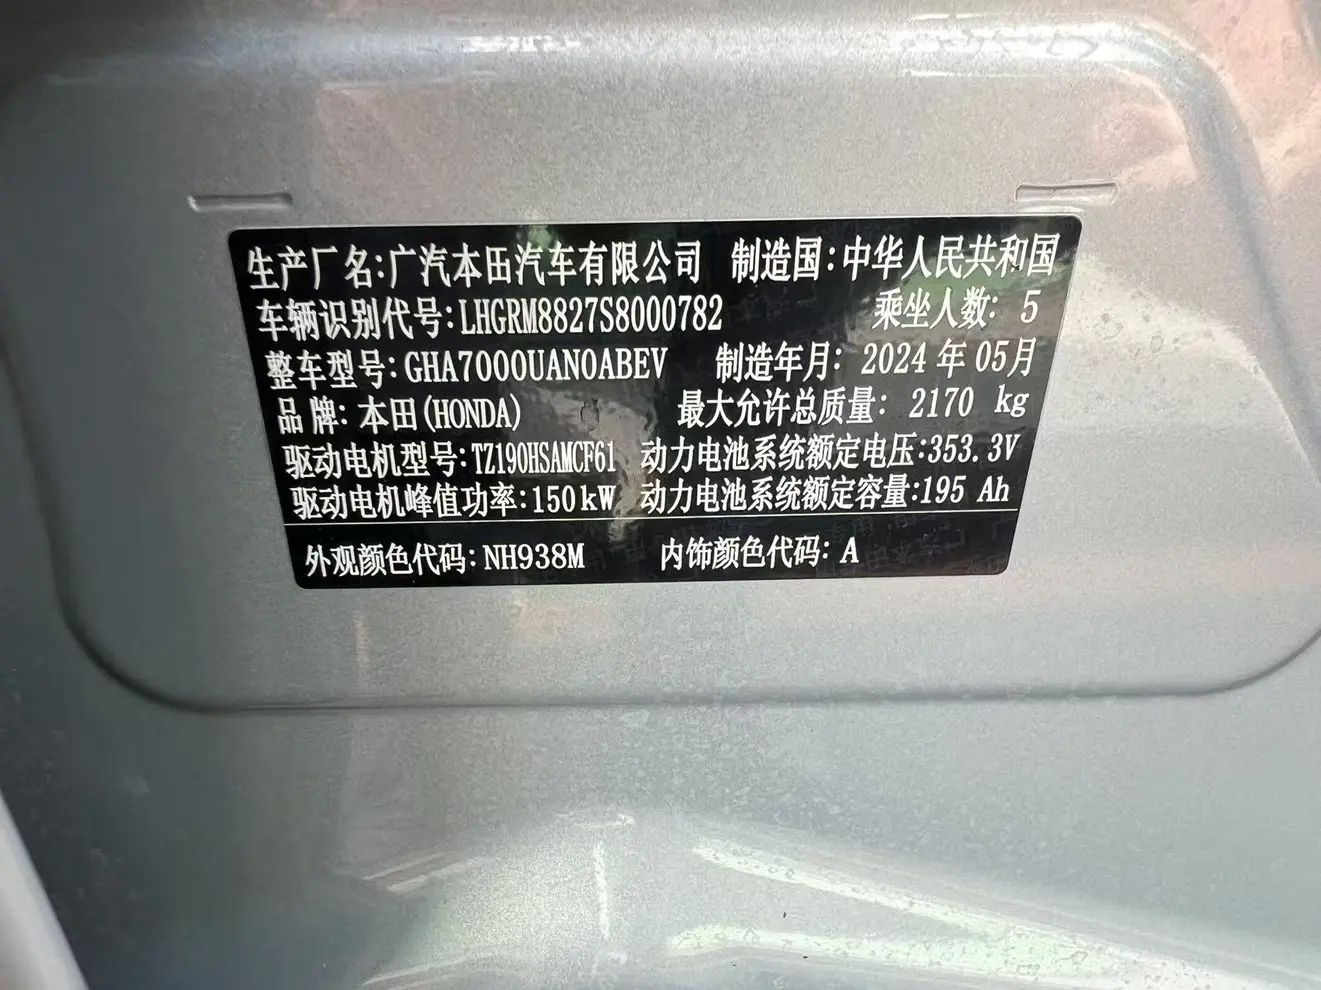 生产厂名:广汽本田汽车有限公司 制造国:中华人民共和国
车辆识别代号:LHGRM8827S8000782 乘坐人数: 5
整车型号:GHA7000UAN0ABEV 制造年月: 2024 年 05月
品牌: 本田(HONDA) 最大允许总质量: 2170 kg
驱动电机型号:TZ190HSAMCF61 动力电池系统额定电压:353.3V
驱动电机峰值功率:150kW 动力电池系统额定容量:195 Ah
外观颜色代码:NH938M 内饰颜色代码: A